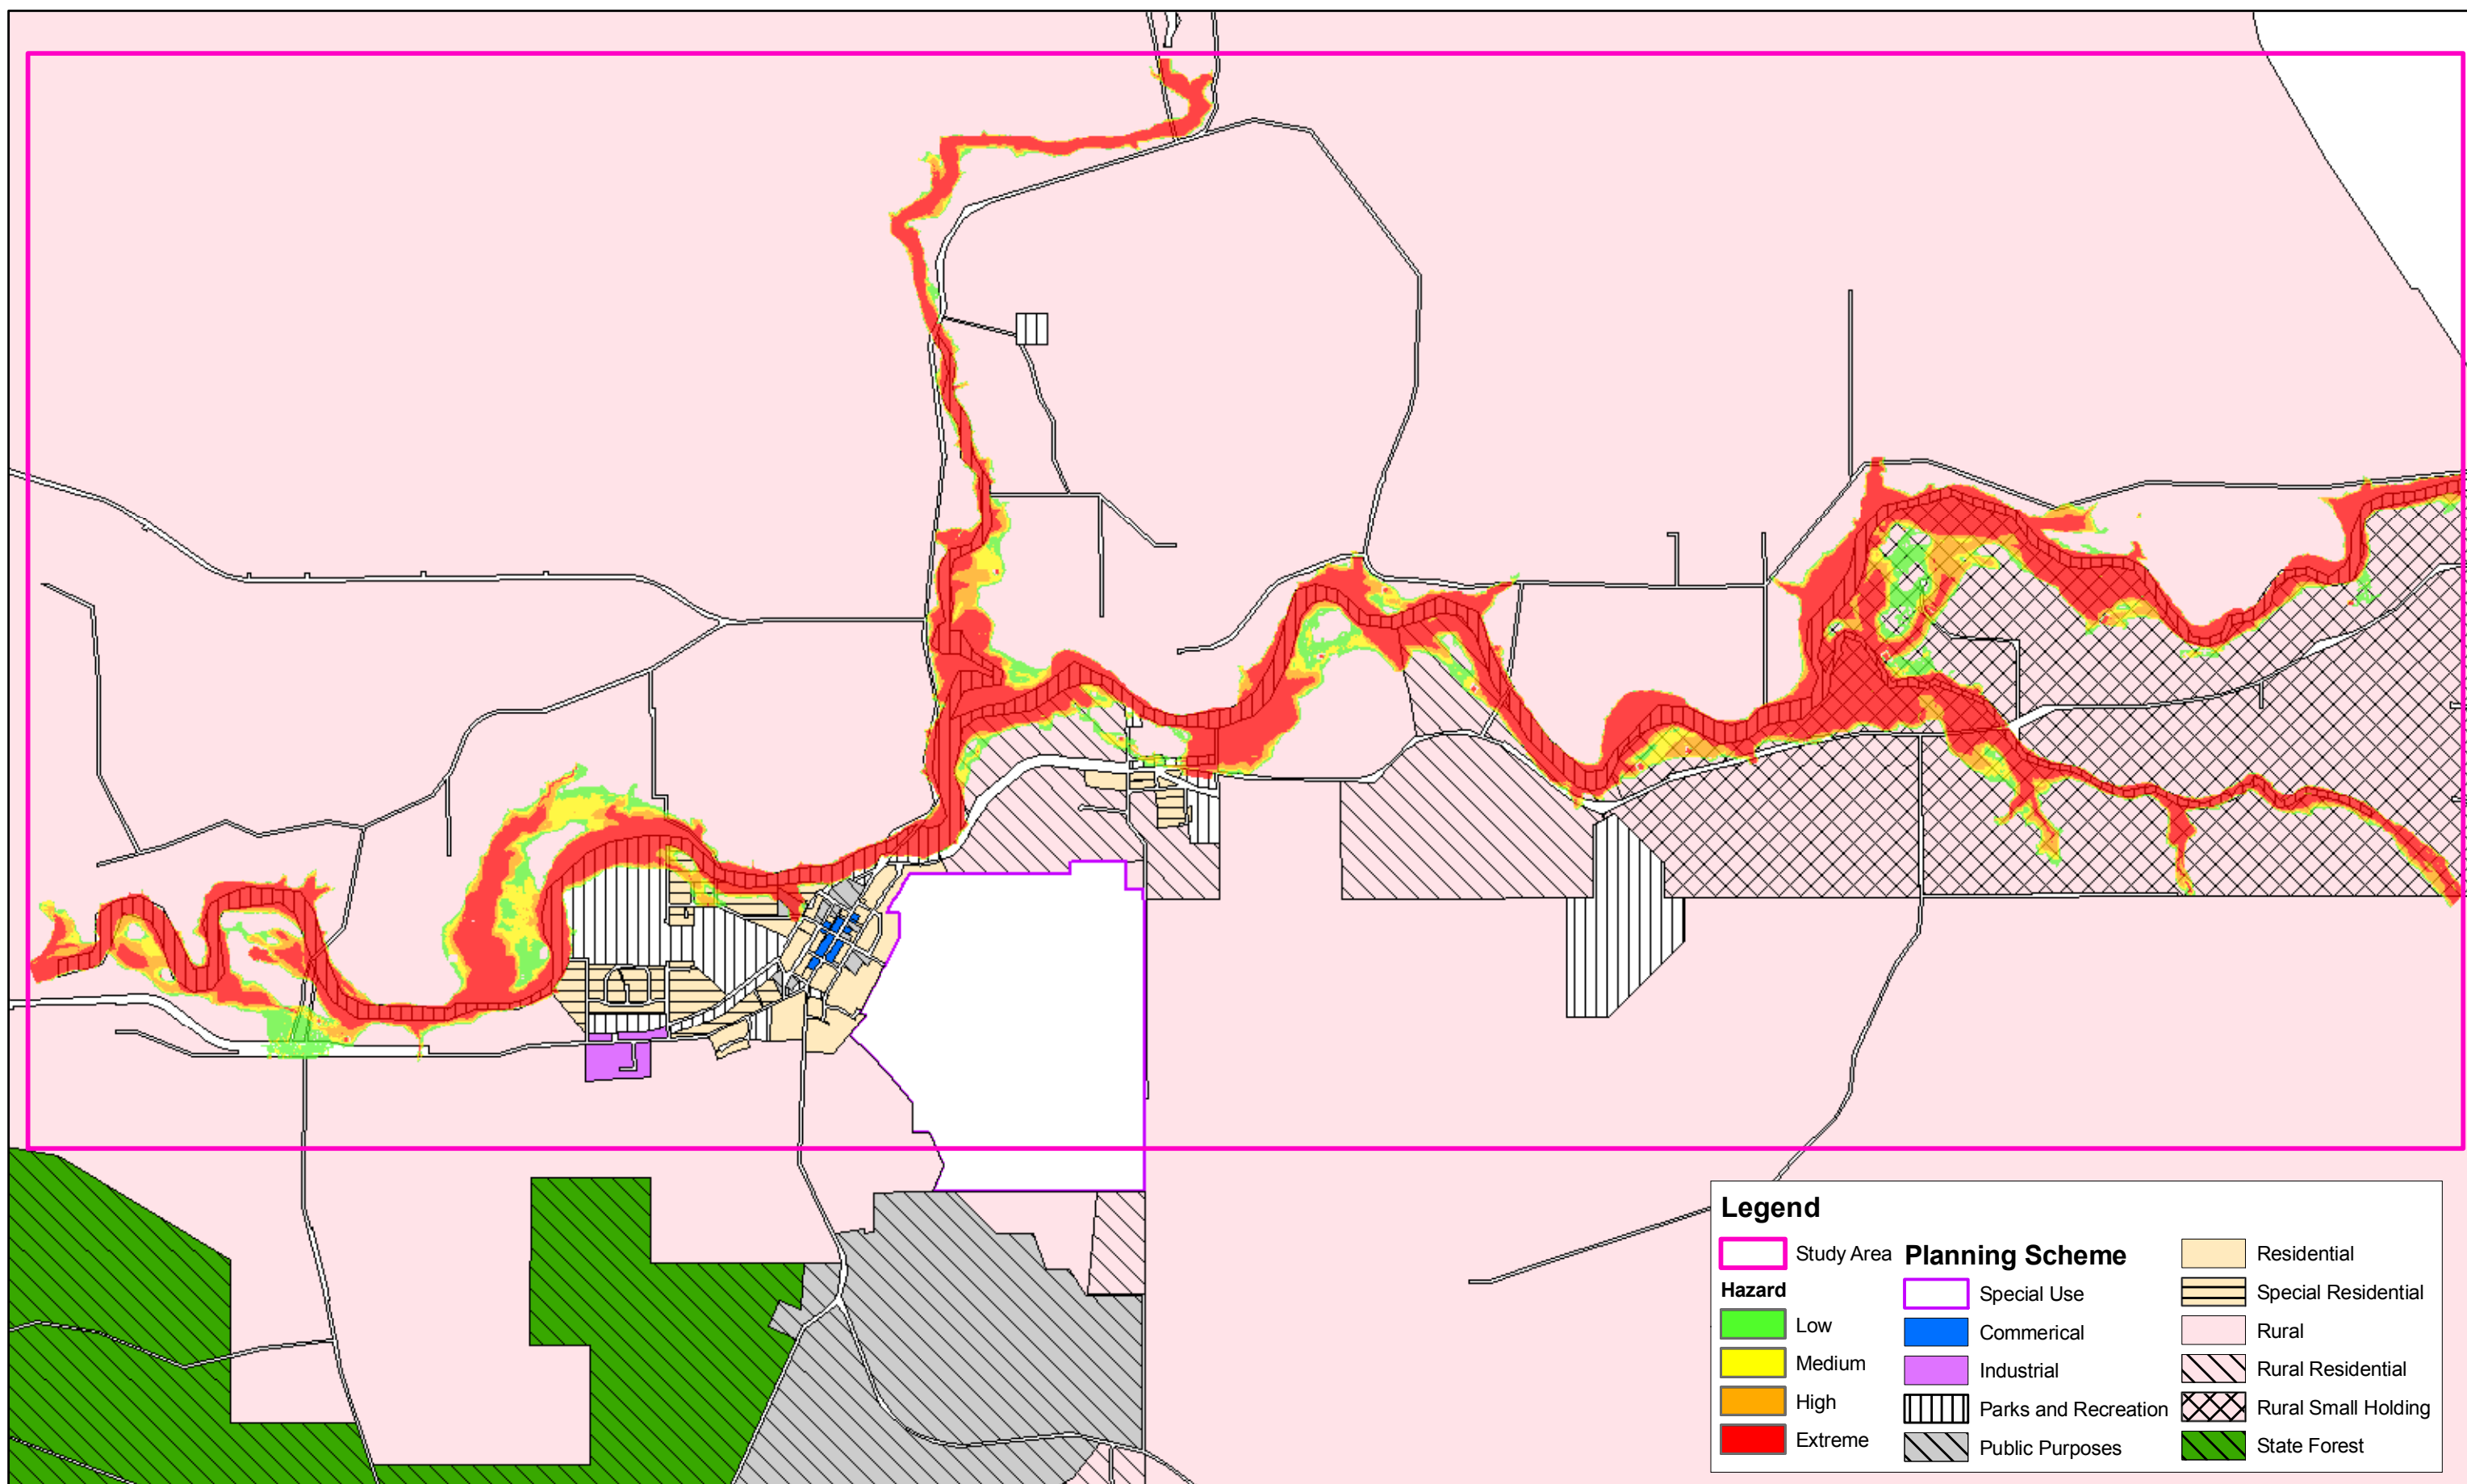 Legend
Study Area
Hazard
Low
Medium
High
Extreme
Planning Scheme
Special Use
Commerical
Industrial
Parks and Recreation
Public Purposes
Residential
Special Residential
Rural
Rural Residential
Rural Small Holding
State Forest